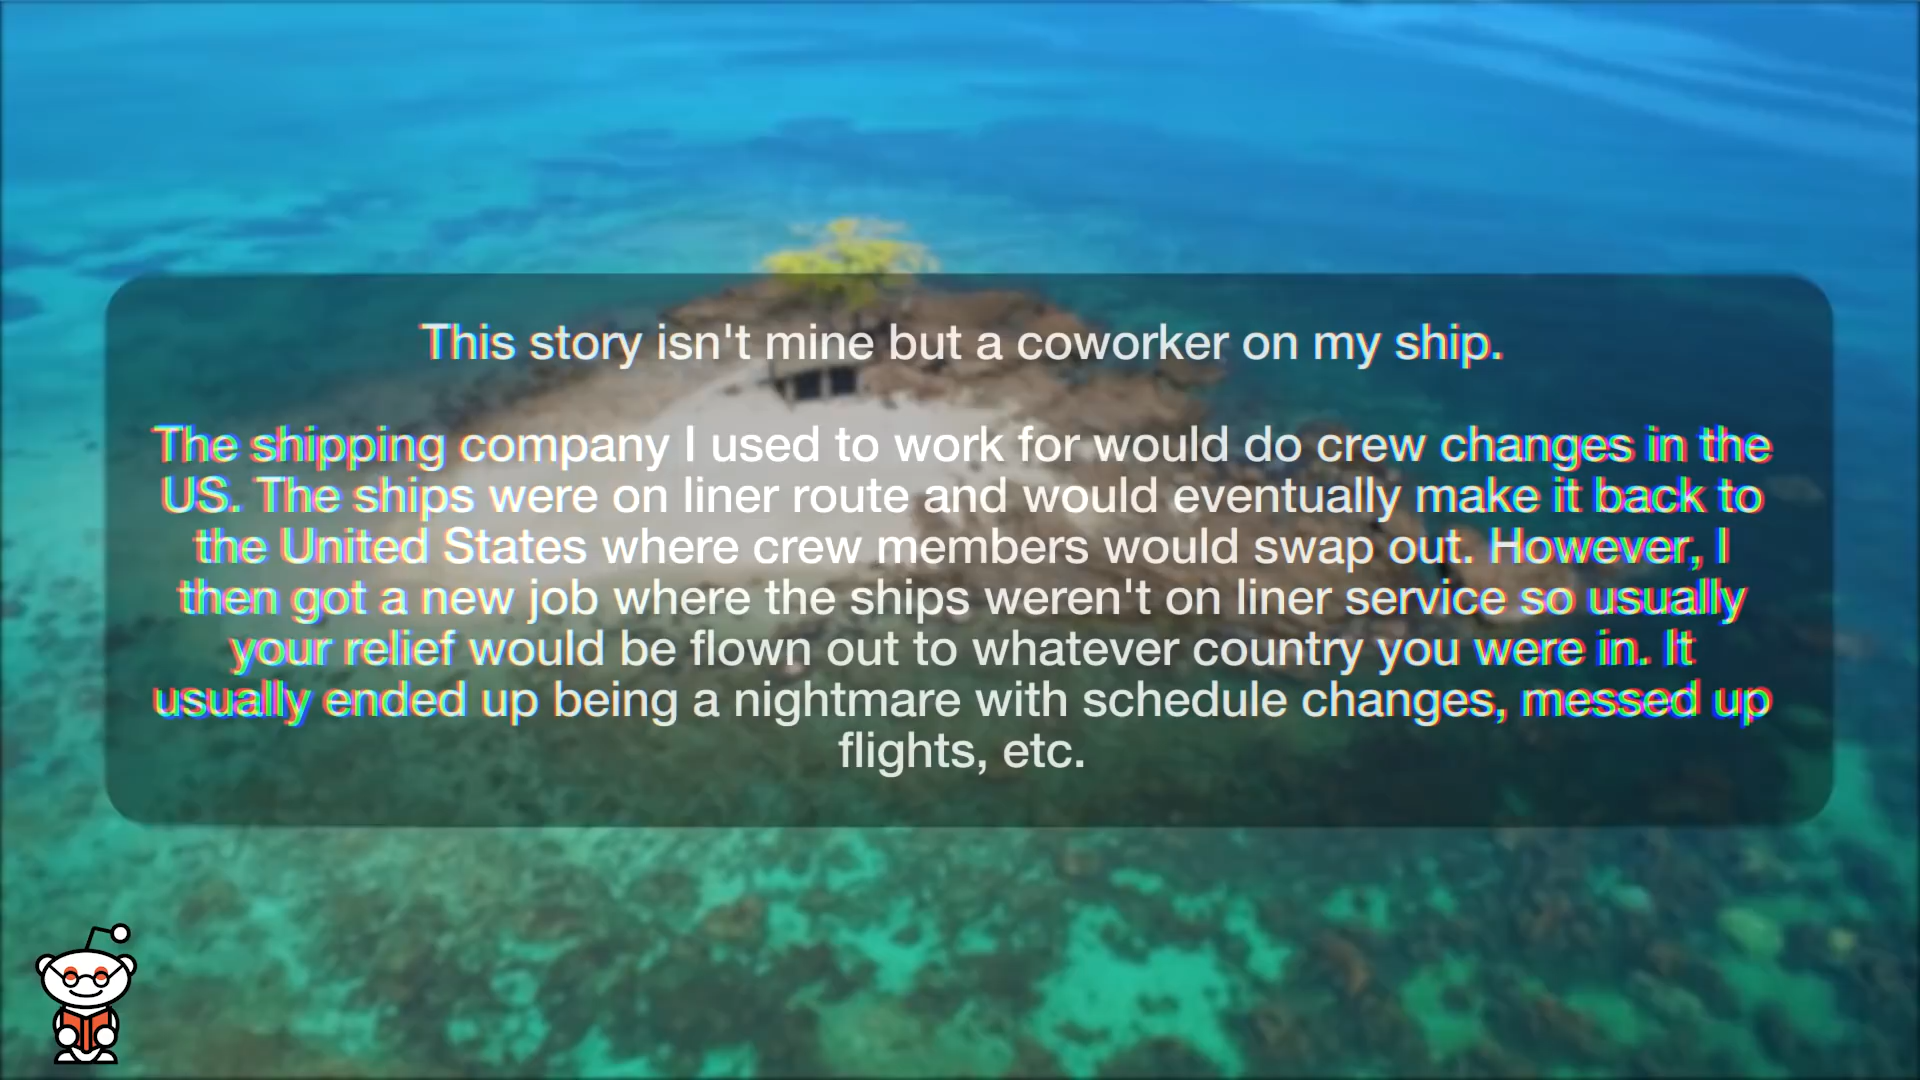 This story isn't mine but a coworker on my ship.
The shipping company I used to work for would do crew changes in the
US. The ships were on liner route and would eventually make it back to
the United States where crew members would swap out. However, I
then got a new job where the ships weren't on liner service so usually
your relief would be flown out to whatever country you were in. It
usually ended up being a nightmare with schedule changes, messed up
flights, etc.